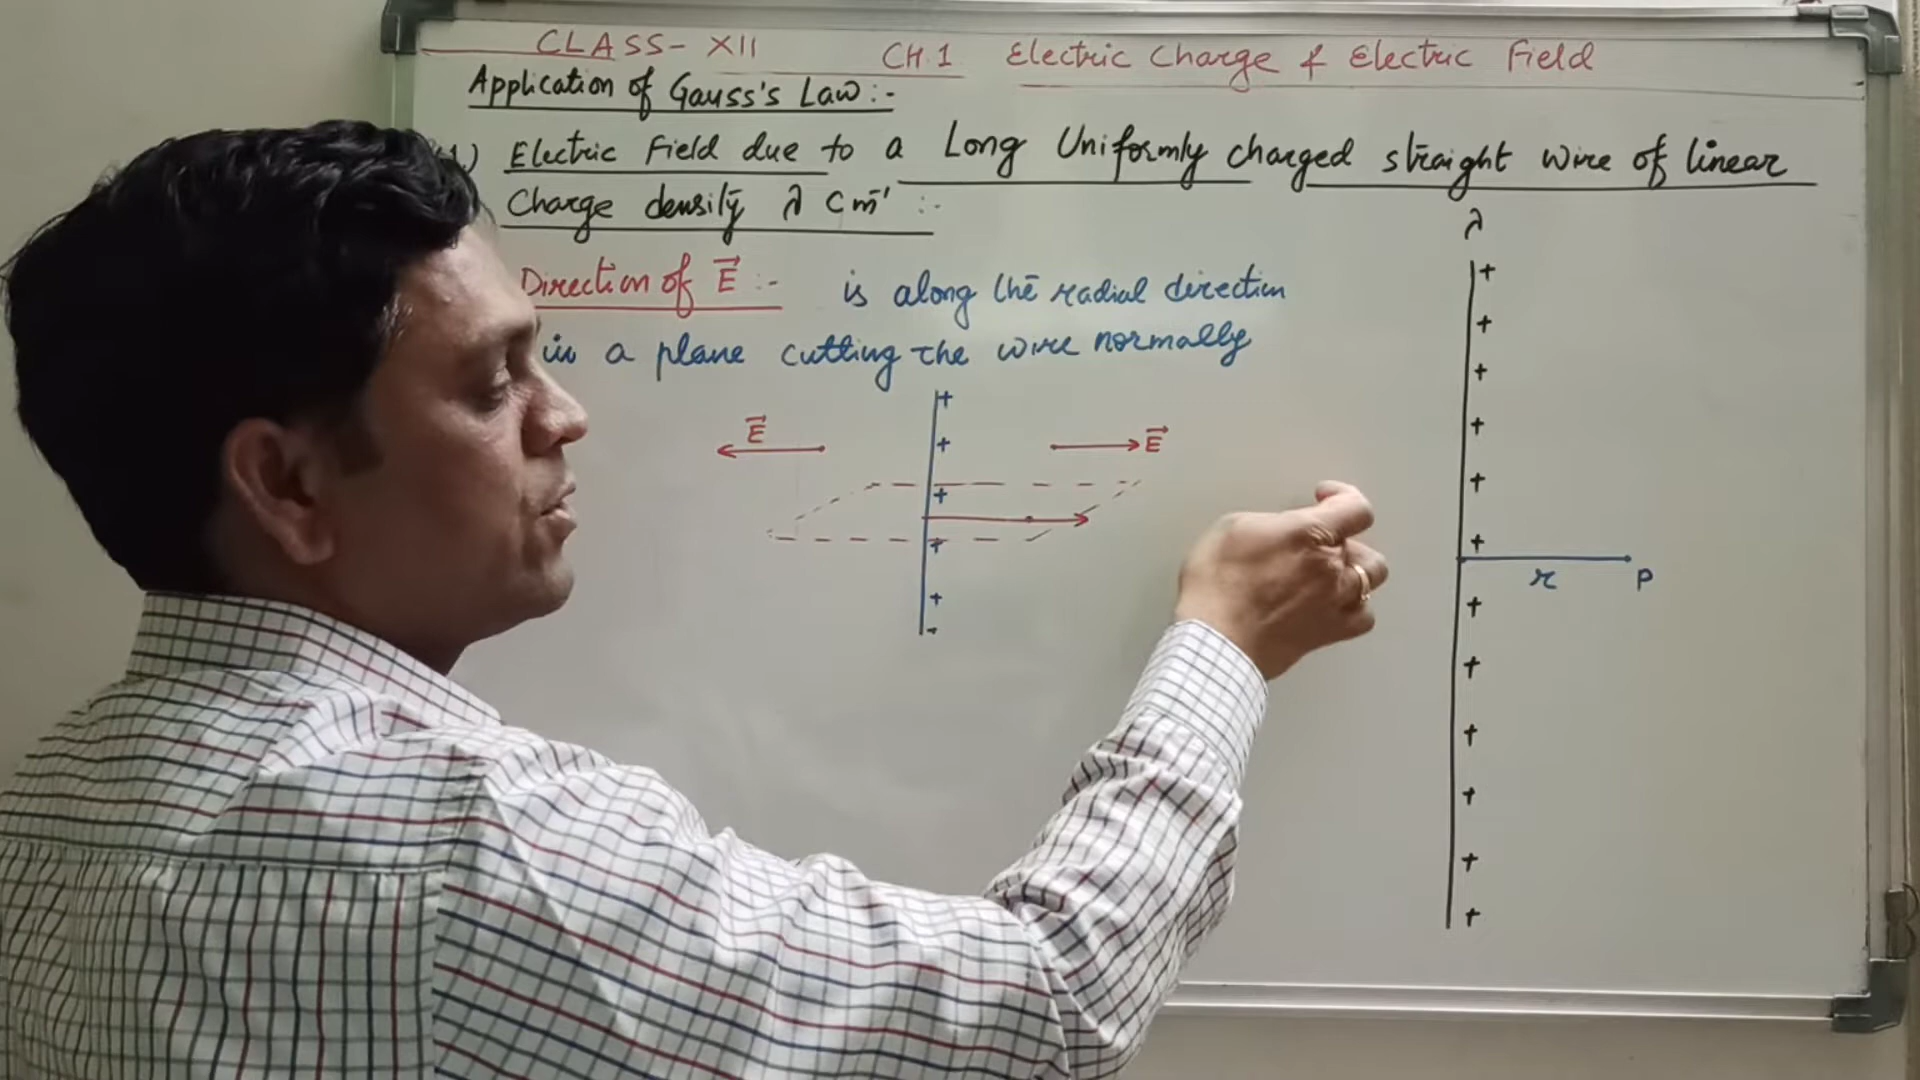 CLASS- XII CH.1 Electric Charge & Electric Field
Application of Gauss's Law :-
1) Electric Field due to a Long Uniformly charged straight wire of linear
Charge density λ C m⁻¹ :-
Direction of E⃗ :- is along the radial direction
in a plane cutting the wire normally
λ
+
+
+
+
+
+
r P
+
+
+
+
+
+
E⃗ E⃗
+
+
+
+
+